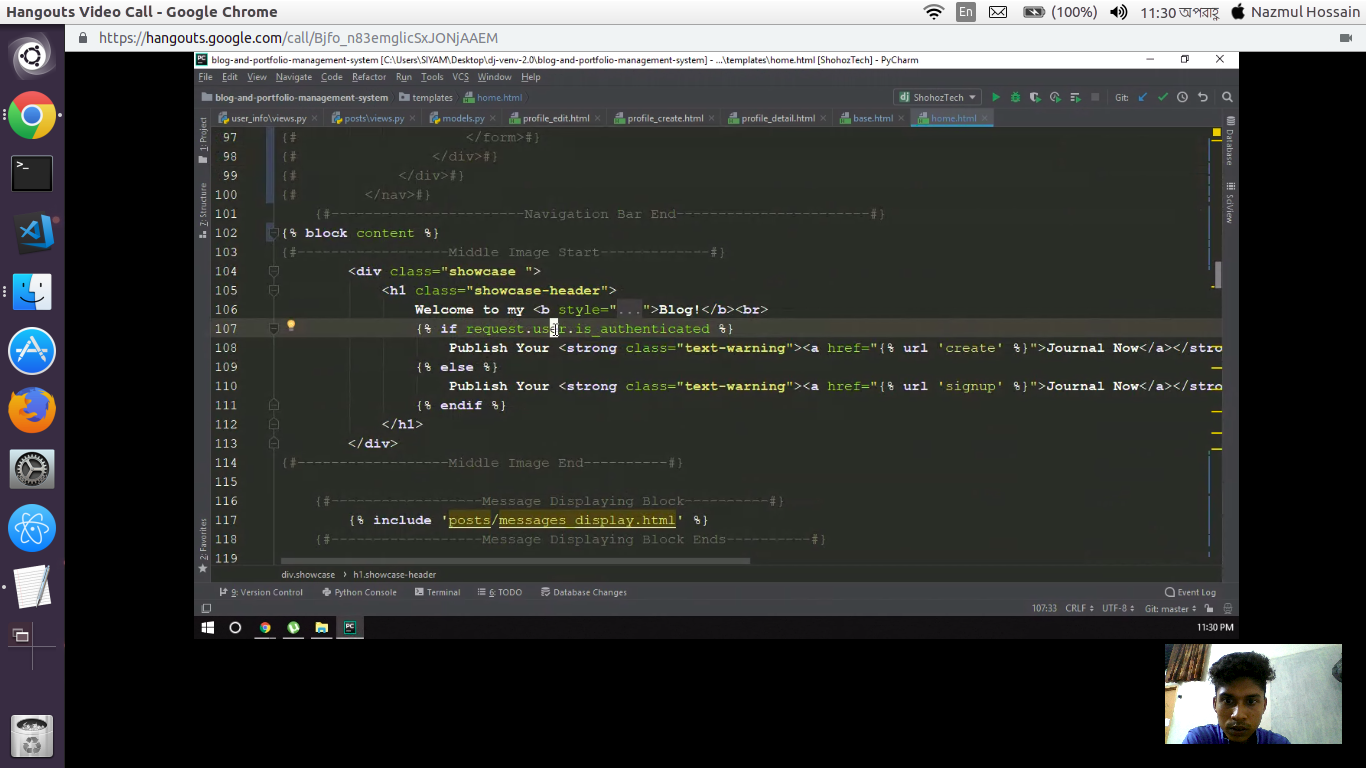 Hangouts Video Call - Google Chrome
En
(100%)
11:30 অপরাহ্ণ
Nazmul Hossain
https://hangouts.google.com/call/Bjfo_n83emglicSxJONjAAEM
PC
blog-and-portfolio-management-system [C:\Users\SIYAM\Desktop\dj-venv-2.0\blog-and-portfolio-management-system] - ...\templates\home.html [ShohozTech] - PyCharm
File Edit View Navigate Code Refactor Run Tools VCS Window Help
blog-and-portfolio-management-system templates home.html
dj ShohozTech
Git:
user_info\views.py posts\views.py models.py profile_edit.html profile_create.html profile_detail.html base.html home.html
1: Project
7: Structure
2: Favorites
Database
SciView
97 {# </form>#}
98 {# </div>#}
99 {# </div>#}
100 {# </nav>#}
101 {#-----------------------Navigation Bar End-----------------------#}
102 {% block content %}
103 {#------------------Middle Image Start-------------#}
104 <div class="showcase ">
105 <h1 class="showcase-header">
106 Welcome to my <b style="...">Blog!</b><br>
107 {% if request.user.is_authenticated %}
108 Publish Your <strong class="text-warning"><a href="{% url 'create' %}">Journal Now</a></stro
109 {% else %}
110 Publish Your <strong class="text-warning"><a href="{% url 'signup' %}">Journal Now</a></stro
111 {% endif %}
112 </h1>
113 </div>
114 {#------------------Middle Image End----------#}
115
116 {#------------------Message Displaying Block----------#}
117 {% include 'posts/messages_display.html' %}
118 {#------------------Message Displaying Block Ends----------#}
119
div.showcase h1.showcase-header
9: Version Control Python Console Terminal 6: TODO Database Changes Event Log
107:33 CRLF UTF-8 Git: master
11:30 PM